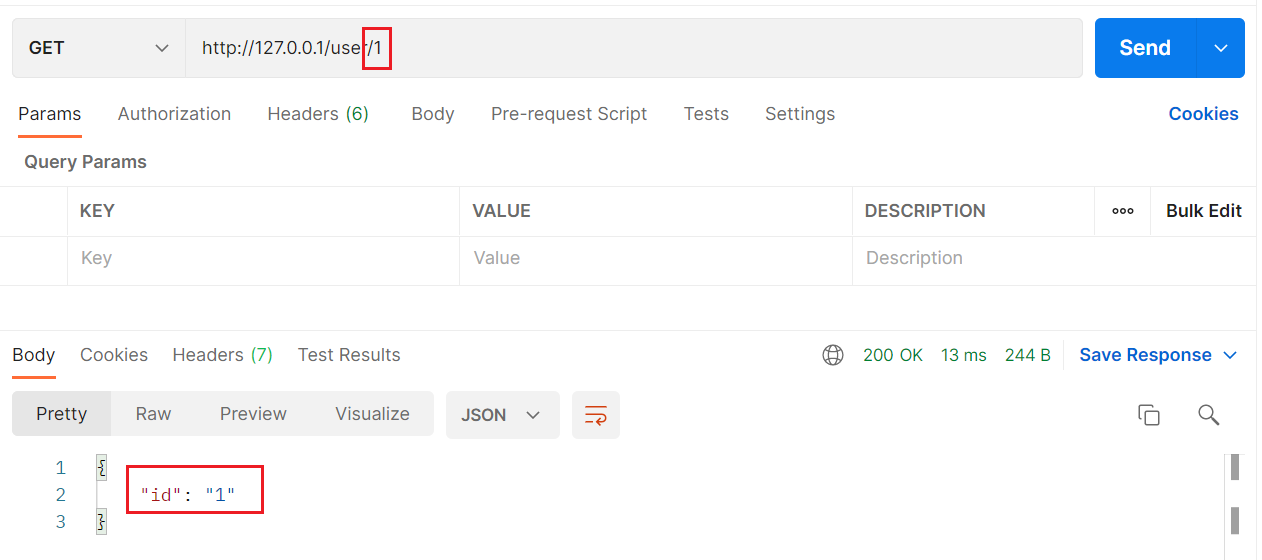 GET http://127.0.0.1/user/1 Send
Params Authorization Headers (6) Body Pre-request Script Tests Settings Cookies
Query Params
KEY VALUE DESCRIPTION ooo Bulk Edit
Key Value Description
Body Cookies Headers (7) Test Results 200 OK 13 ms 244 B Save Response
Pretty Raw Preview Visualize JSON
1 {
2 "id": "1"
3 }